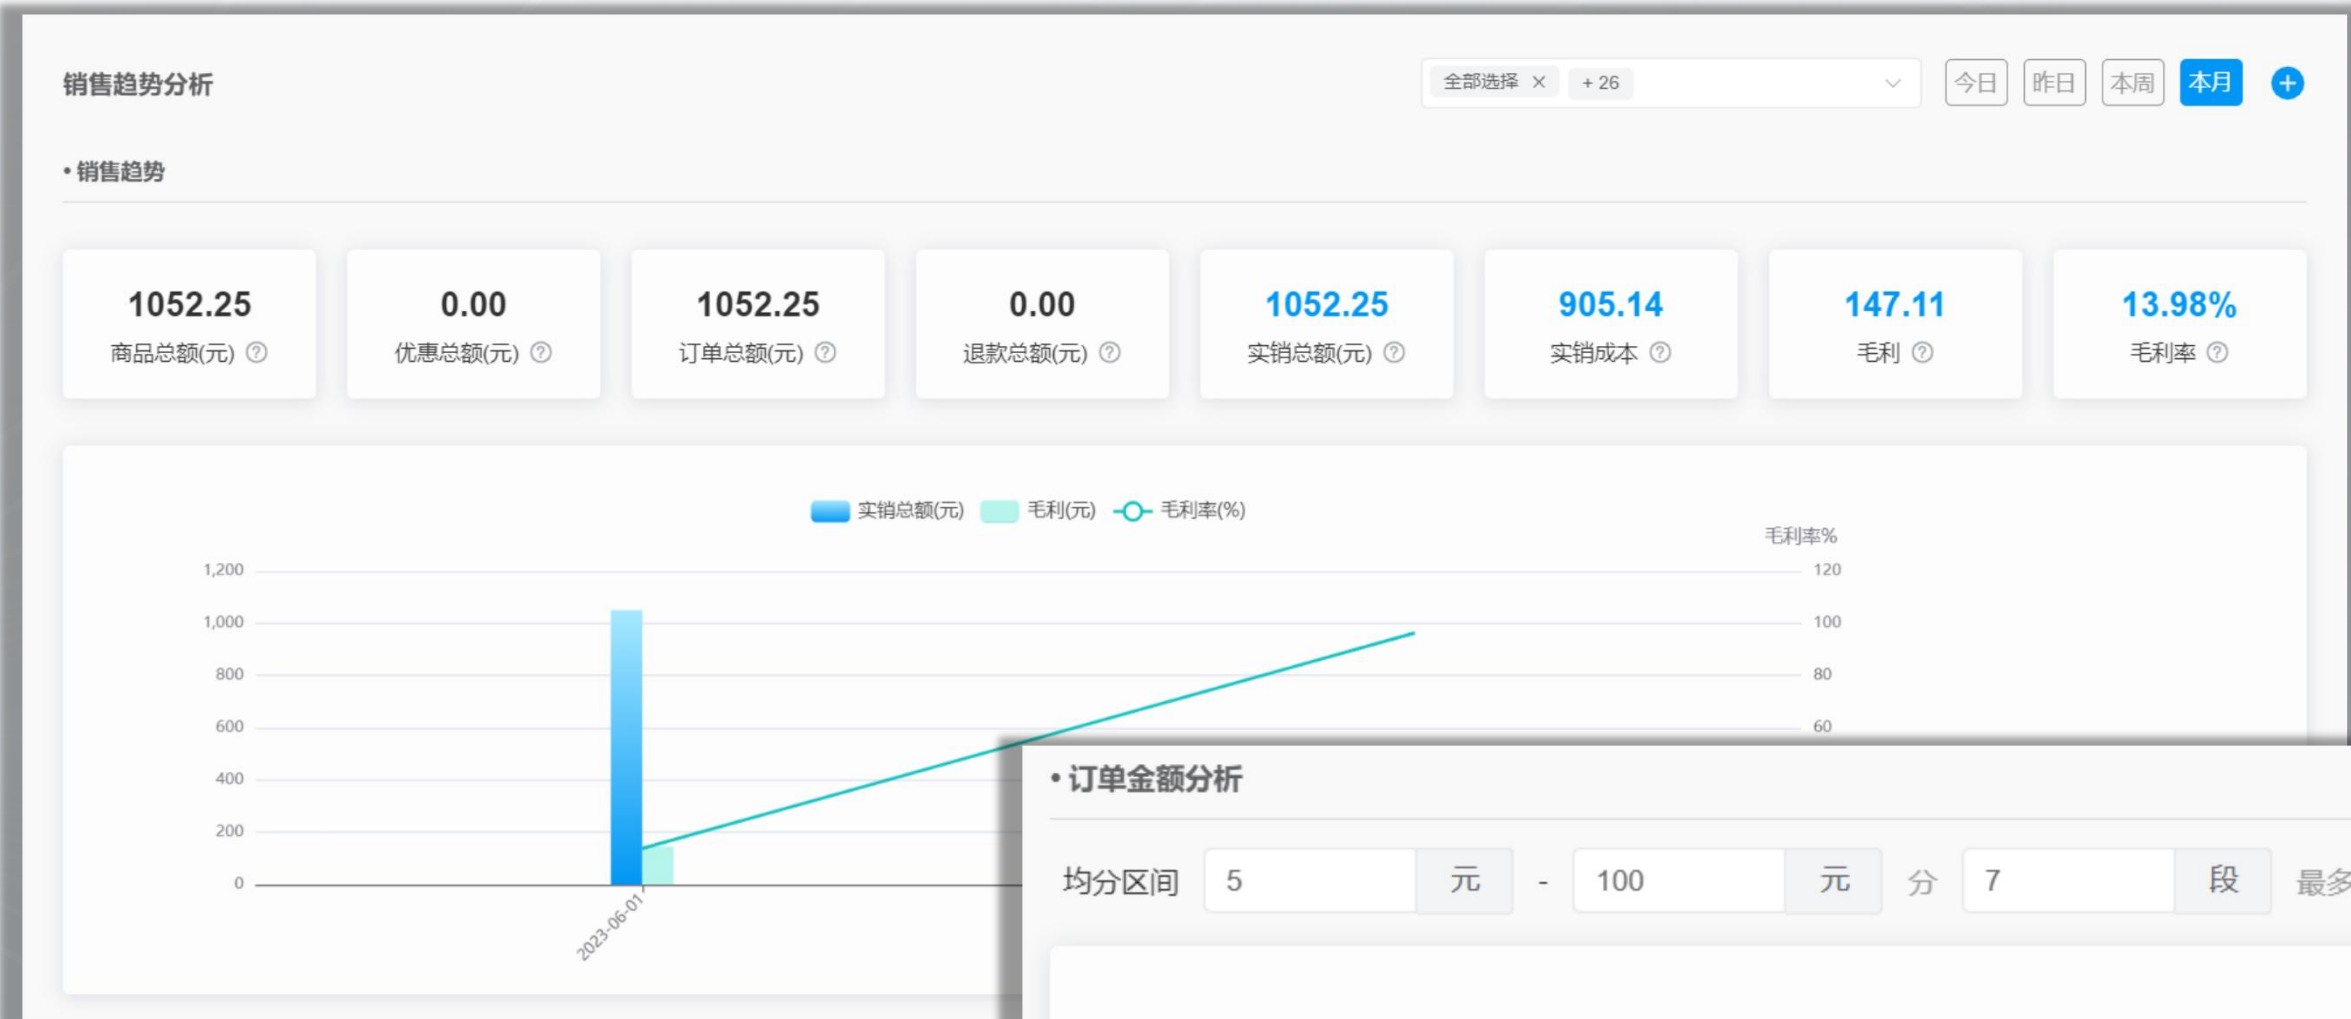 销售趋势分析
全部选择 × + 26
今日 昨日 本周 本月
• 销售趋势
1052.25 0.00 1052.25 0.00 1052.25 905.14 147.11 13.98%
商品总额(元) 优惠总额(元) 订单总额(元) 退款总额(元) 实销总额(元) 实销成本 毛利 毛利率
实销总额(元) 毛利(元) 毛利率(%)
毛利率%
1,200 120
1,000 100
800 80
600 60
400
200
0
2023-06-01
• 订单金额分析
均分区间 5 元 - 100 元 分 7 段 最多